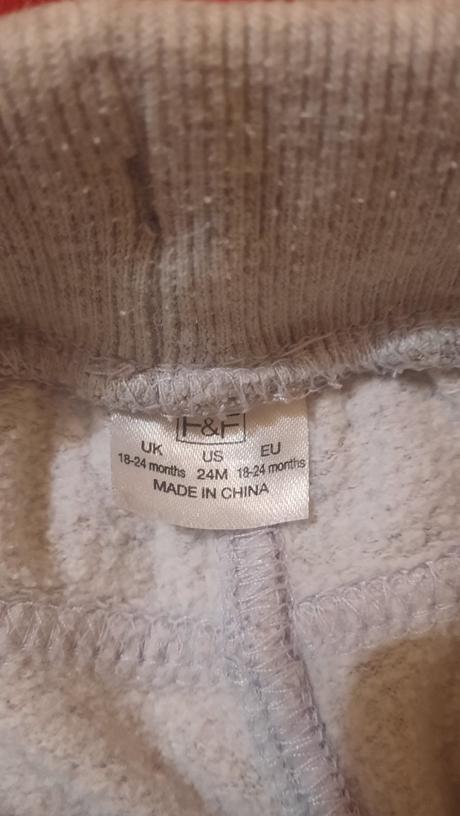 F&F
UK US EU
18-24 months 24M 18-24 months
MADE IN CHINA